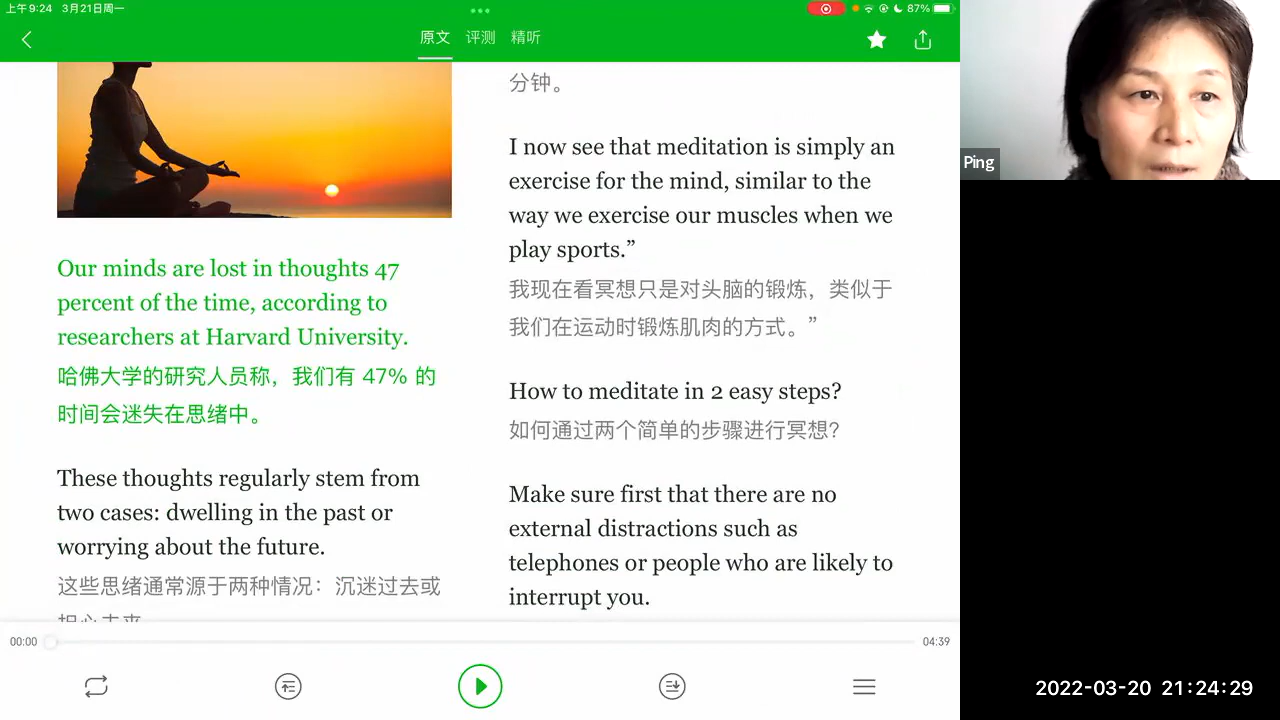 上午9:24 3月21日周一
87%
原文 评测 精听
Our minds are lost in thoughts 47
percent of the time, according to
researchers at Harvard University.
哈佛大学的研究人员称，我们有 47% 的
时间会迷失在思绪中。
These thoughts regularly stem from
two cases: dwelling in the past or
worrying about the future.
这些思绪通常源于两种情况：沉迷过去或
担心未来
分钟。
I now see that meditation is simply an
exercise for the mind, similar to the
way we exercise our muscles when we
play sports.”
我现在看冥想只是对头脑的锻炼，类似于
我们在运动时锻炼肌肉的方式。”
How to meditate in 2 easy steps?
如何通过两个简单的步骤进行冥想？
Make sure first that there are no
external distractions such as
telephones or people who are likely to
interrupt you.
00:00
04:39
Ping
2022-03-20 21:24:29